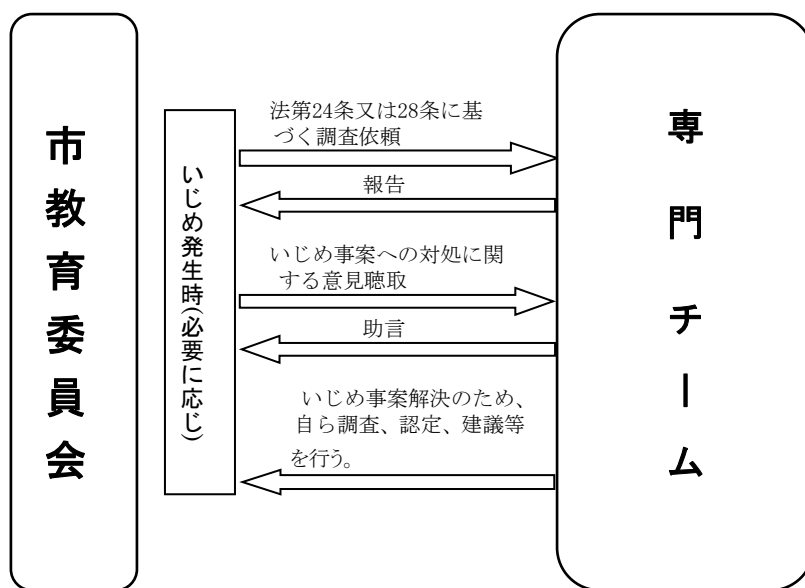 市教育委員会
いじめ発生時(必要に応じ)
法第24条又は28条に基
づく調査依頼
報告
いじめ事案への対処に関
する意見聴取
助言
いじめ事案解決のため、
自ら調査、認定、建議等
を行う。
専門チーム